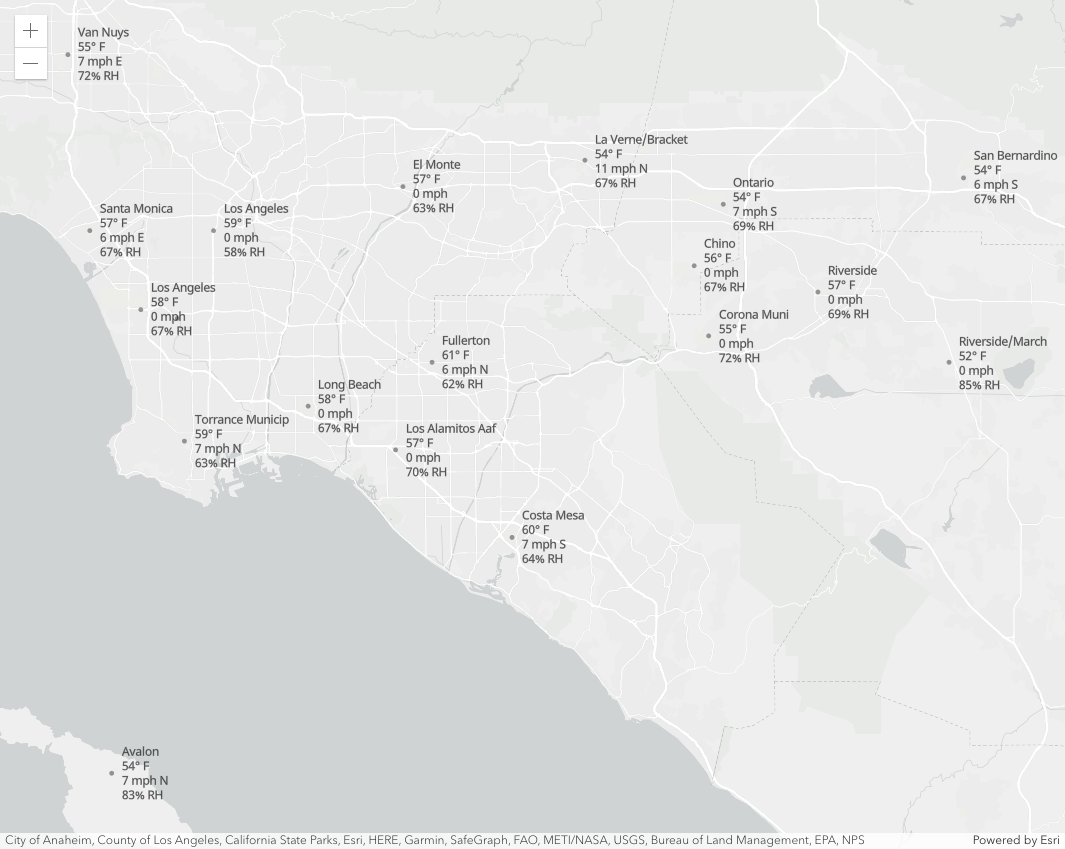 +
−
Van Nuys
55° F
7 mph E
72% RH
La Verne/Bracket
54° F
11 mph N
67% RH
San Bernardino
54° F
6 mph S
67% RH
El Monte
57° F
0 mph
63% RH
Ontario
54° F
7 mph S
69% RH
Santa Monica
57° F
6 mph E
67% RH
Los Angeles
59° F
0 mph
58% RH
Chino
56° F
0 mph
67% RH
Riverside
57° F
0 mph
69% RH
Los Angeles
58° F
0 mph
67% RH
Corona Muni
55° F
0 mph
72% RH
Fullerton
61° F
6 mph N
62% RH
Riverside/March
52° F
0 mph
85% RH
Long Beach
58° F
0 mph
67% RH
Torrance Municip
59° F
7 mph N
63% RH
Los Alamitos Aaf
57° F
0 mph
70% RH
Costa Mesa
60° F
7 mph S
64% RH
Avalon
54° F
7 mph N
83% RH
City of Anaheim, County of Los Angeles, California State Parks, Esri, HERE, Garmin, SafeGraph, FAO, METI/NASA, USGS, Bureau of Land Management, EPA, NPS
Powered by Esri